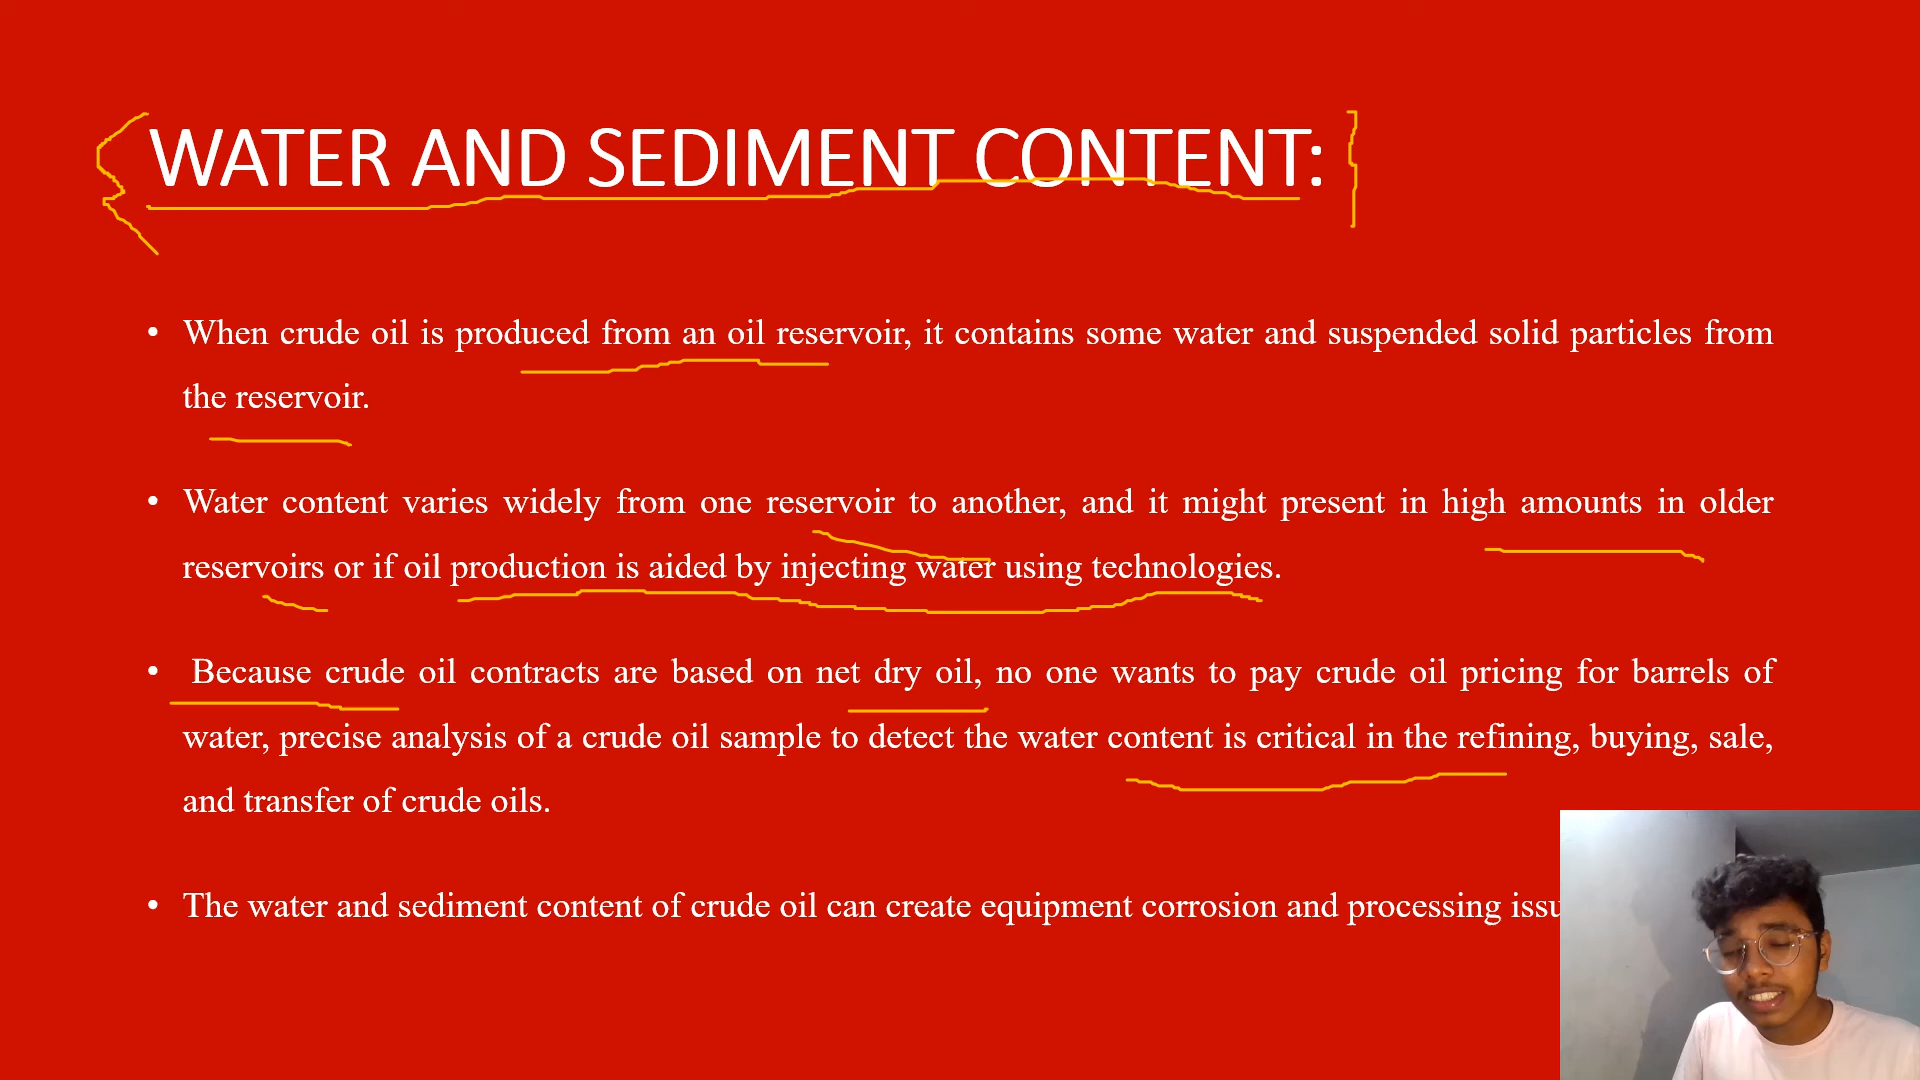 WATER AND SEDIMENT CONTENT:
• When crude oil is produced from an oil reservoir, it contains some water and suspended solid particles from
the reservoir.
• Water content varies widely from one reservoir to another, and it might present in high amounts in older
reservoirs or if oil production is aided by injecting water using technologies.
• Because crude oil contracts are based on net dry oil, no one wants to pay crude oil pricing for barrels of
water, precise analysis of a crude oil sample to detect the water content is critical in the refining, buying, sale,
and transfer of crude oils.
• The water and sediment content of crude oil can create equipment corrosion and processing